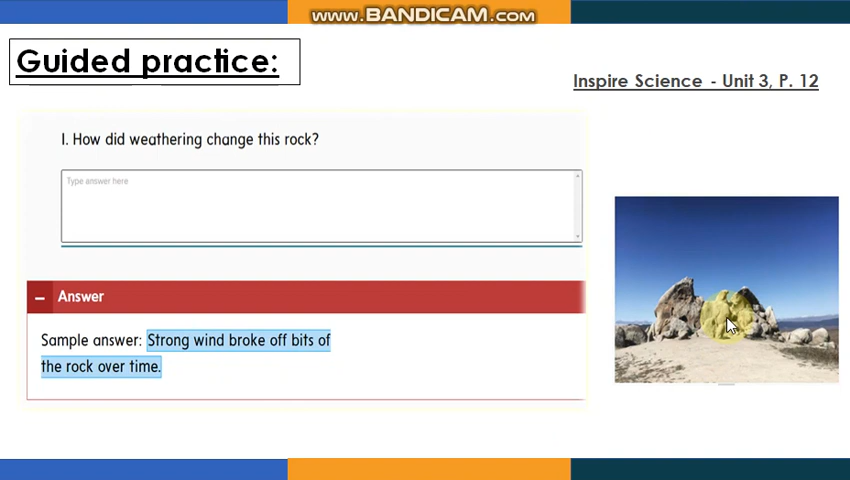 www.BANDICAM.com
Guided practice:
Inspire Science - Unit 3, P. 12
I. How did weathering change this rock?
Type answer here
Answer
Sample answer: Strong wind broke off bits of
the rock over time.